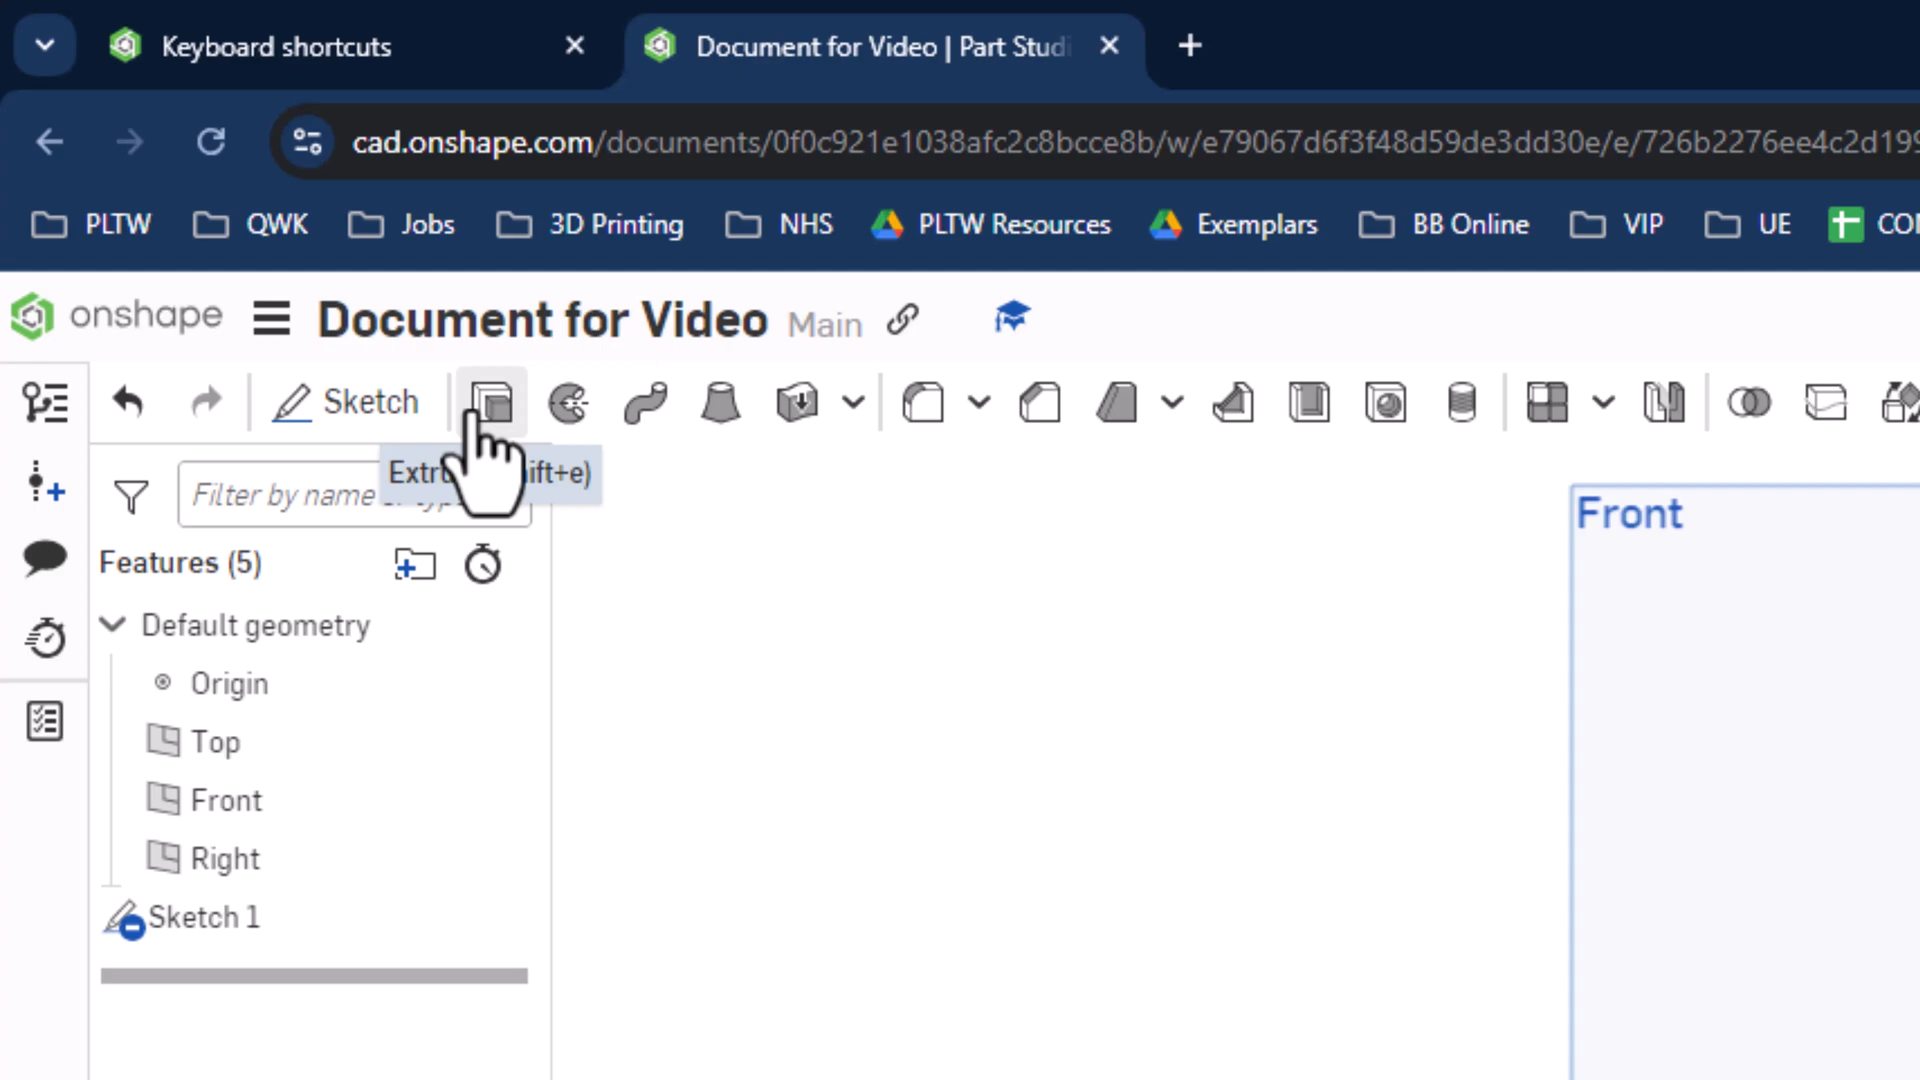 Keyboard shortcuts
Document for Video | Part Studi
cad.onshape.com/documents/0f0c921e1038afc2c8bcce8b/w/e79067d6f3f48d59de3dd30e/e/726b2276ee4c2d199
PLTW QWK Jobs 3D Printing NHS PLTW Resources Exemplars BB Online VIP UE
onshape Document for Video Main
Sketch
Filter by name
Features (5)
Default geometry
Origin
Top
Front
Right
Sketch 1
Front